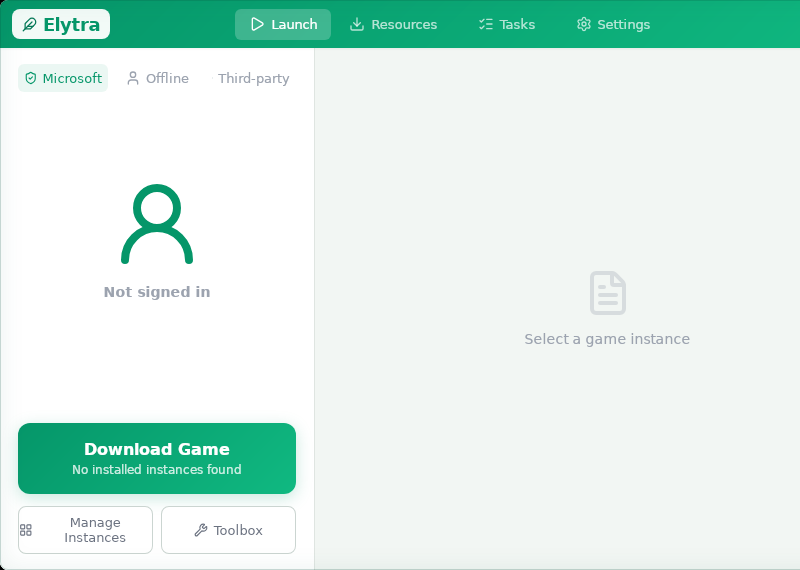 Elytra
Launch
Resources
Tasks
Settings
Microsoft
Offline
Third-party
Not signed in
Select a game instance
Download Game
No installed instances found
Manage
Instances
Toolbox